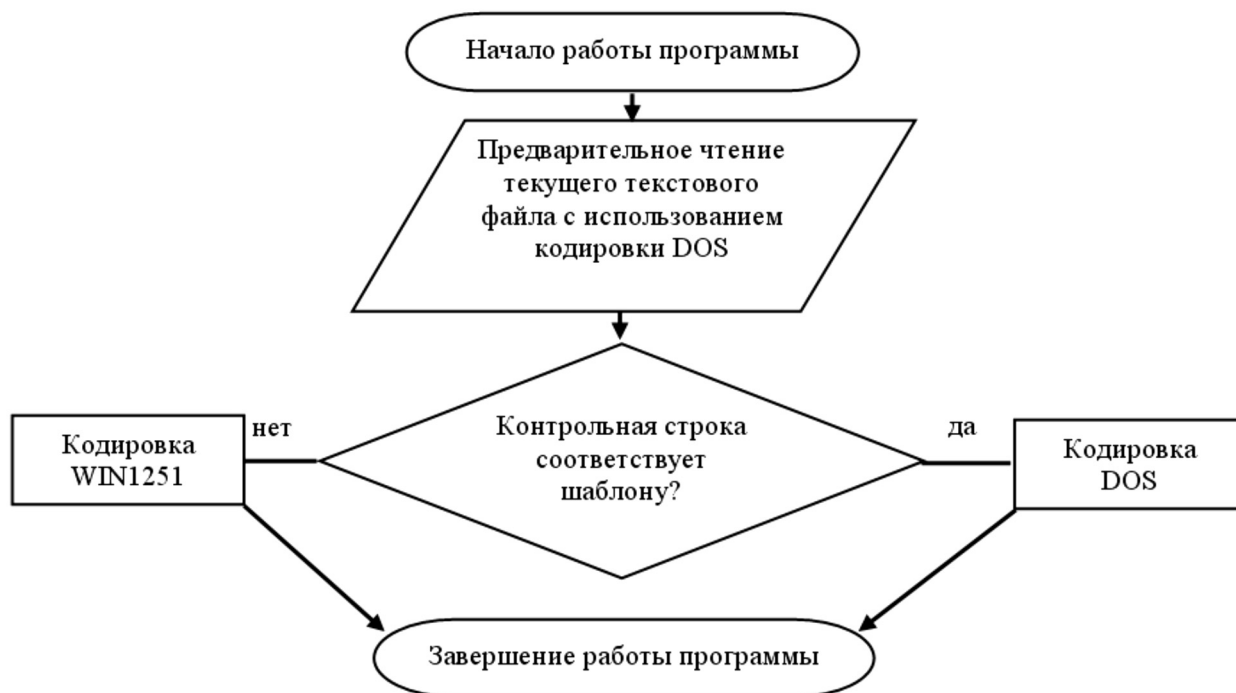 Начало работы программы
Предварительное чтение
текущего текстового
файла с использованием
кодировки DOS
нет
Контрольная строка
соответствует
шаблону?
да
Кодировка
WIN1251
Кодировка
DOS
Завершение работы программы